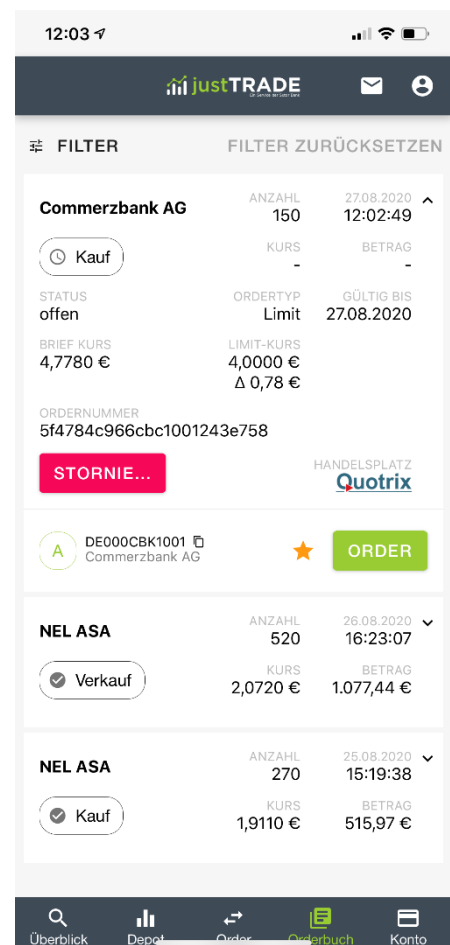 12:03
justTRADE
FILTER
FILTER ZURÜCKSETZEN
Commerzbank AG
ANZAHL
150
27.08.2020
12:02:49
Kauf
KURS
-
BETRAG
-
STATUS
offen
ORDERTYP
Limit
GÜLTIG BIS
27.08.2020
BRIEF KURS
4,7780 €
LIMIT-KURS
4,0000 €
Δ 0,78 €
ORDERNUMMER
5f4784c966cbc1001243e758
STORNIE...
HANDELSPLATZ
Quotrix
A
DE000CBK1001
Commerzbank AG
ORDER
NEL ASA
ANZAHL
520
26.08.2020
16:23:07
Verkauf
KURS
2,0720 €
BETRAG
1.077,44 €
NEL ASA
ANZAHL
270
25.08.2020
15:19:38
Kauf
KURS
1,9110 €
BETRAG
515,97 €
Überblick
Depot
Order
Orderbuch
Konto